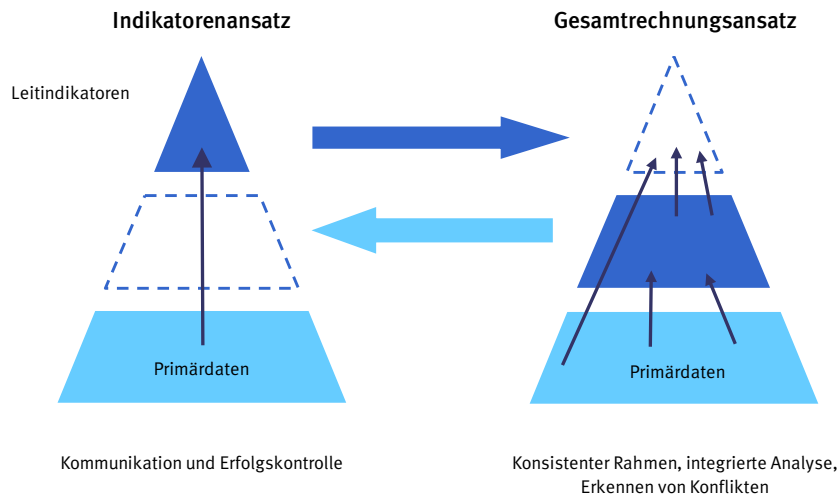 Indikatorenansatz
Gesamtrechnungsansatz
Leitindikatoren
Primärdaten
Primärdaten
Kommunikation und Erfolgskontrolle
Konsistenter Rahmen, integrierte Analyse,
Erkennen von Konflikten